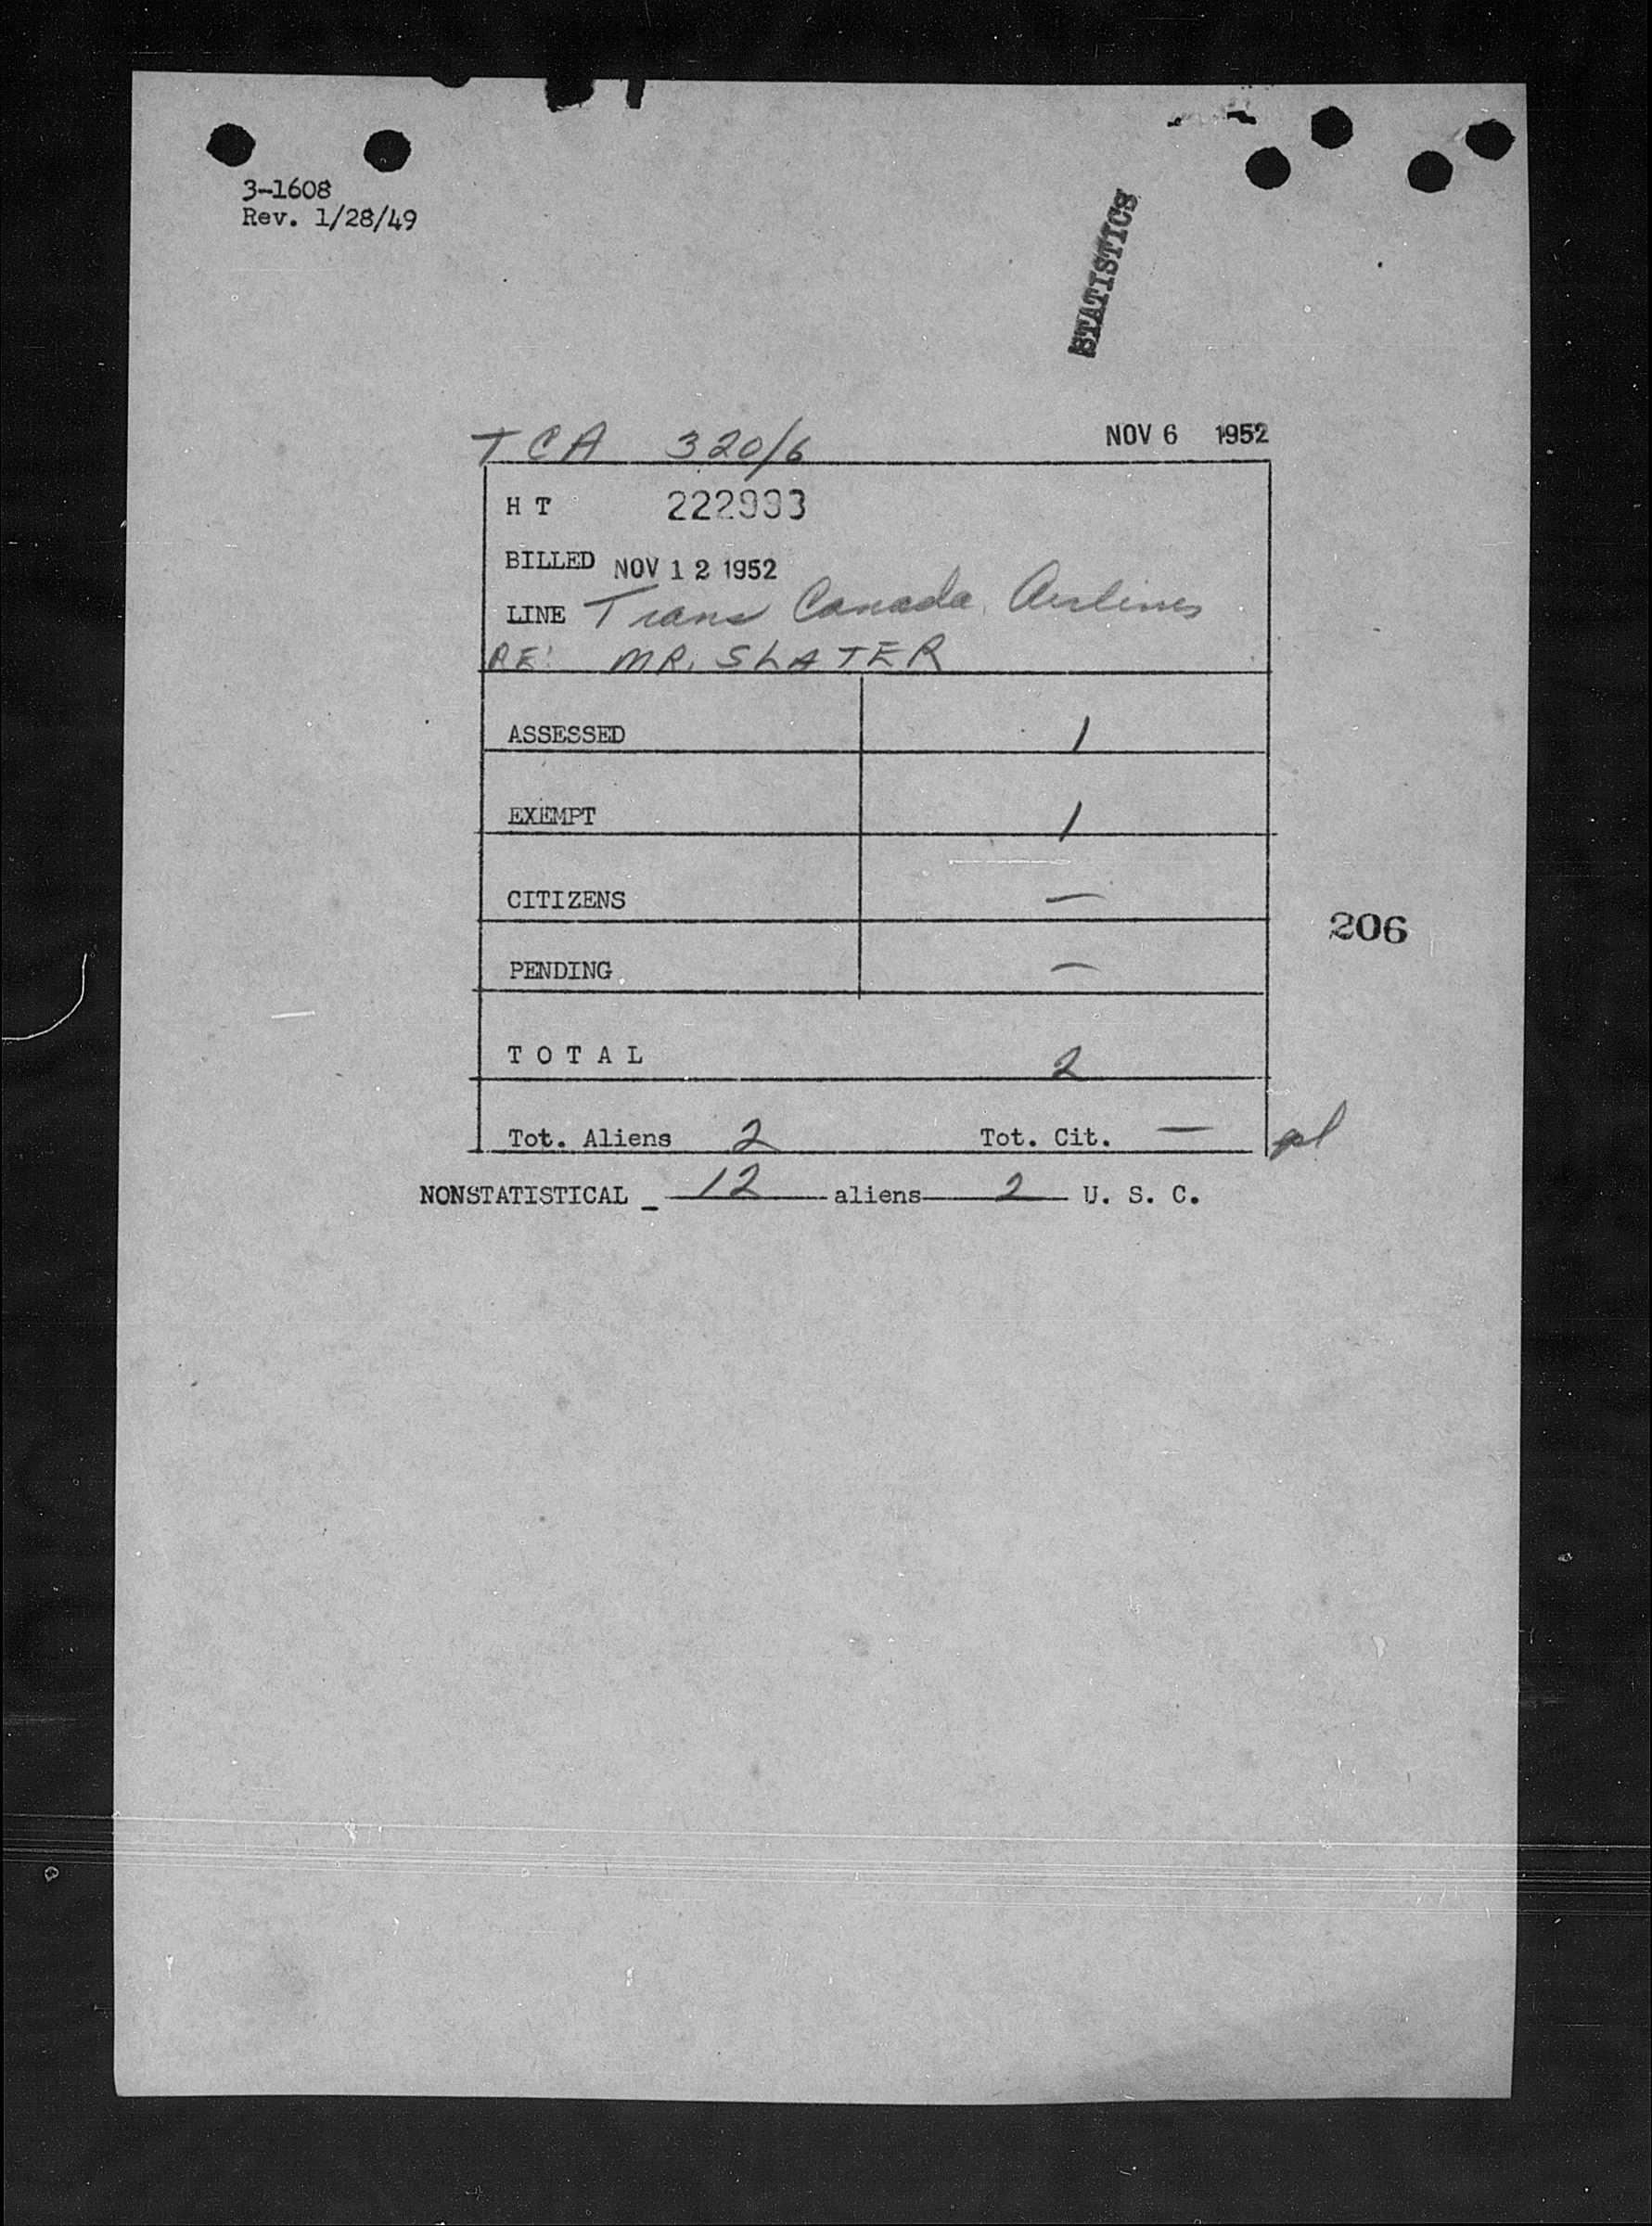 3-1608
Rev. 1/28/49
STATISTICS
TCA 320/6 NOV 6 1952
H T 222993
BILLED NOV 12 1952
LINE Trans Canada Airlines
RE: MR. SLATER
ASSESSED 1
EXEMPT 1
CITIZENS —
206
PENDING —
T O T A L 2
Tot. Aliens 2 Tot. Cit. —
NONSTATISTICAL _ 12 aliens 2 U. S. C.